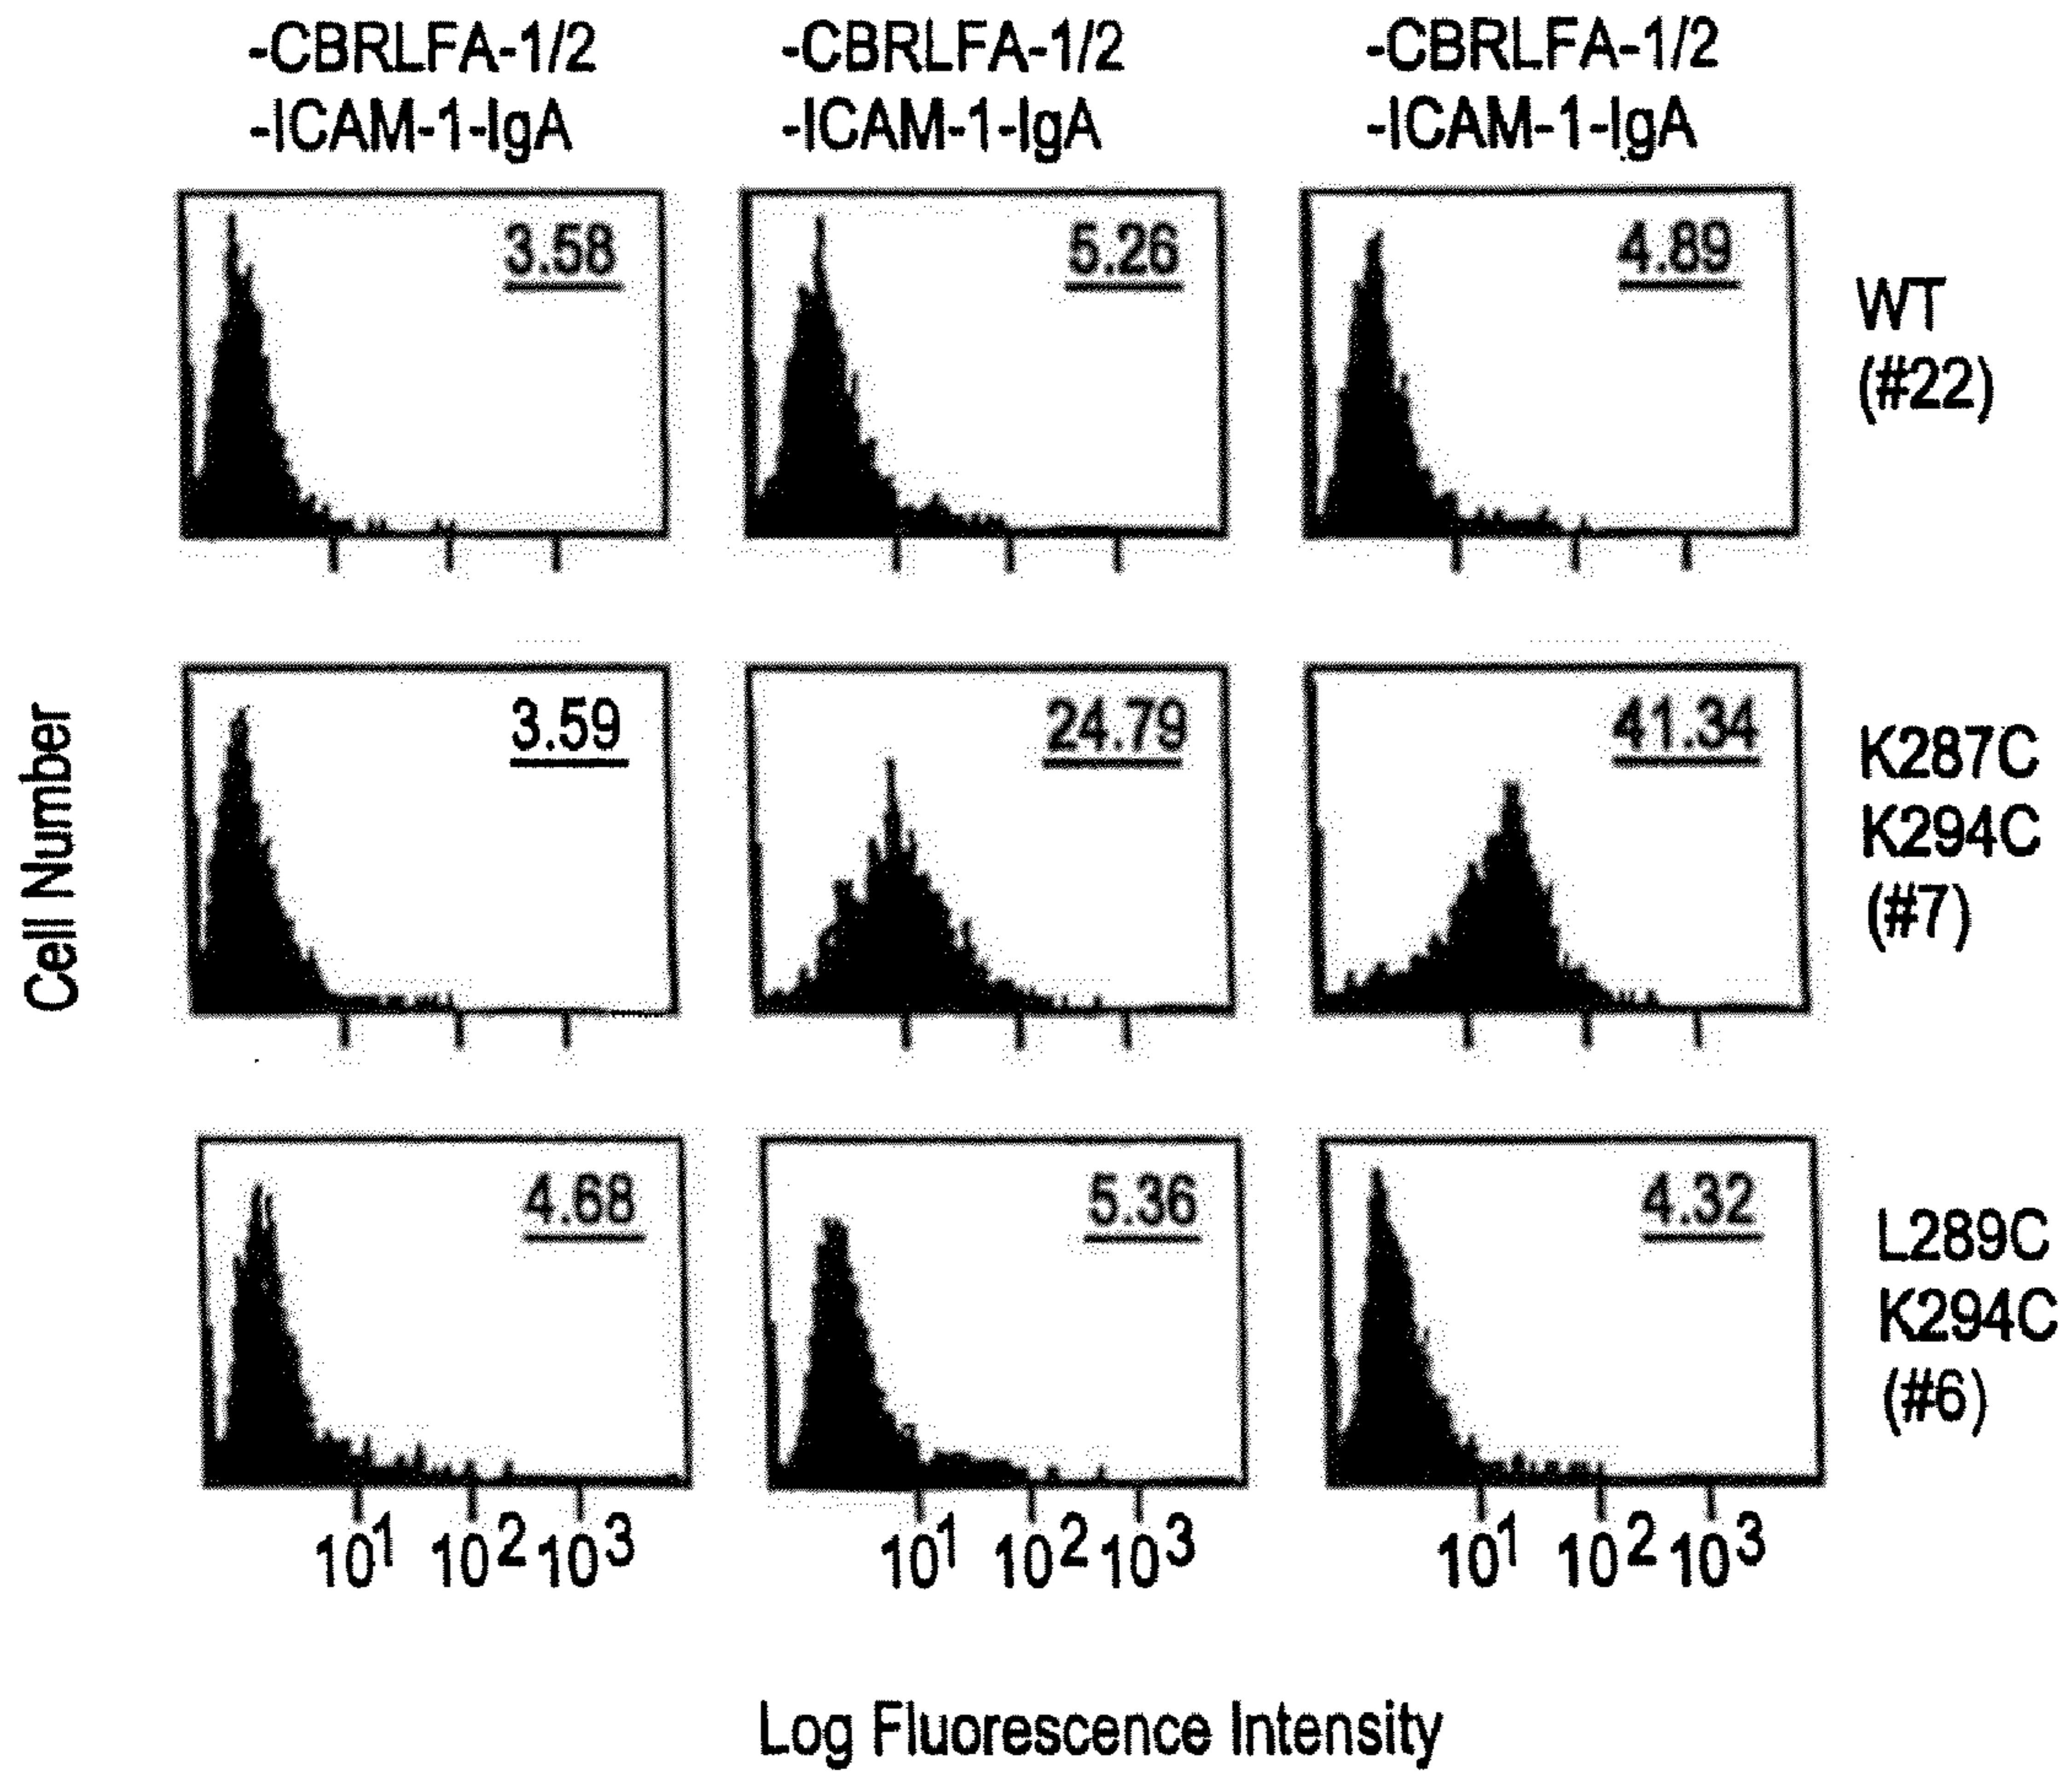 -CBRLFA-1/2 -CBRLFA-1/2 -CBRLFA-1/2
-ICAM-1-IgA -ICAM-1-IgA -ICAM-1-IgA
3.58 5.26 4.89
WT
(#22)
Cell Number
3.59 24.79 41.34
K287C
K294C
(#7)
4.68 5.36 4.32
L289C
K294C
(#6)
10¹ 10² 10³ 10¹ 10² 10³ 10¹ 10² 10³
Log Fluorescence Intensity